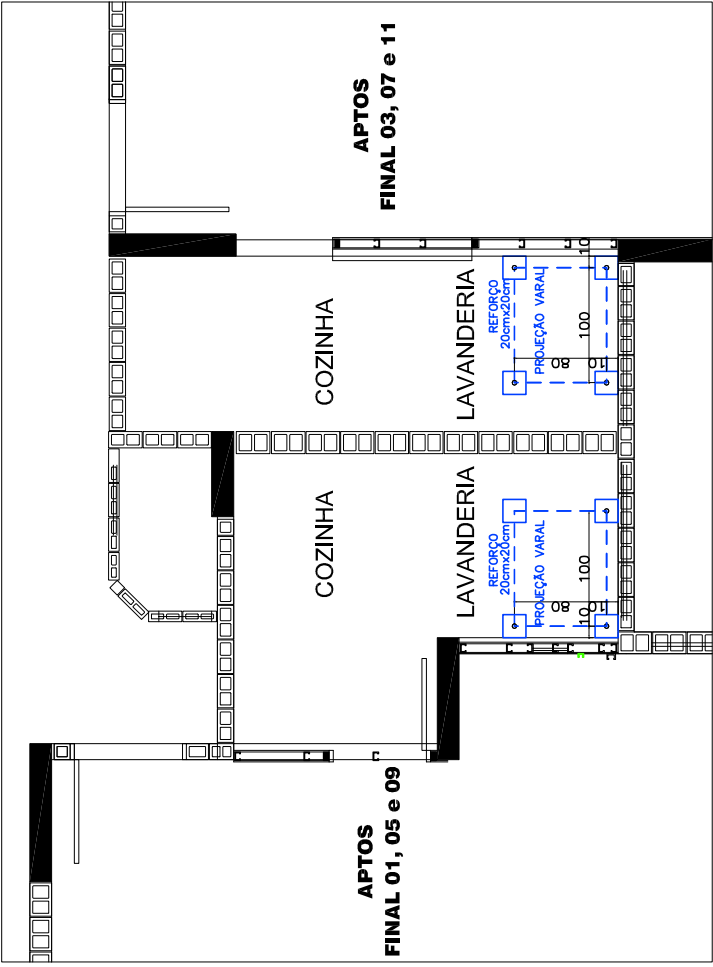 APTOS
FINAL 03, 07 e 11
COZINHA
LAVANDERIA
REFORÇO
20cmx20cm
PROJEÇÃO VARAL
10
100
80
10
COZINHA
LAVANDERIA
REFORÇO
20cmx20cm
PROJEÇÃO VARAL
100
80
10
10
APTOS
FINAL 01, 05 e 09